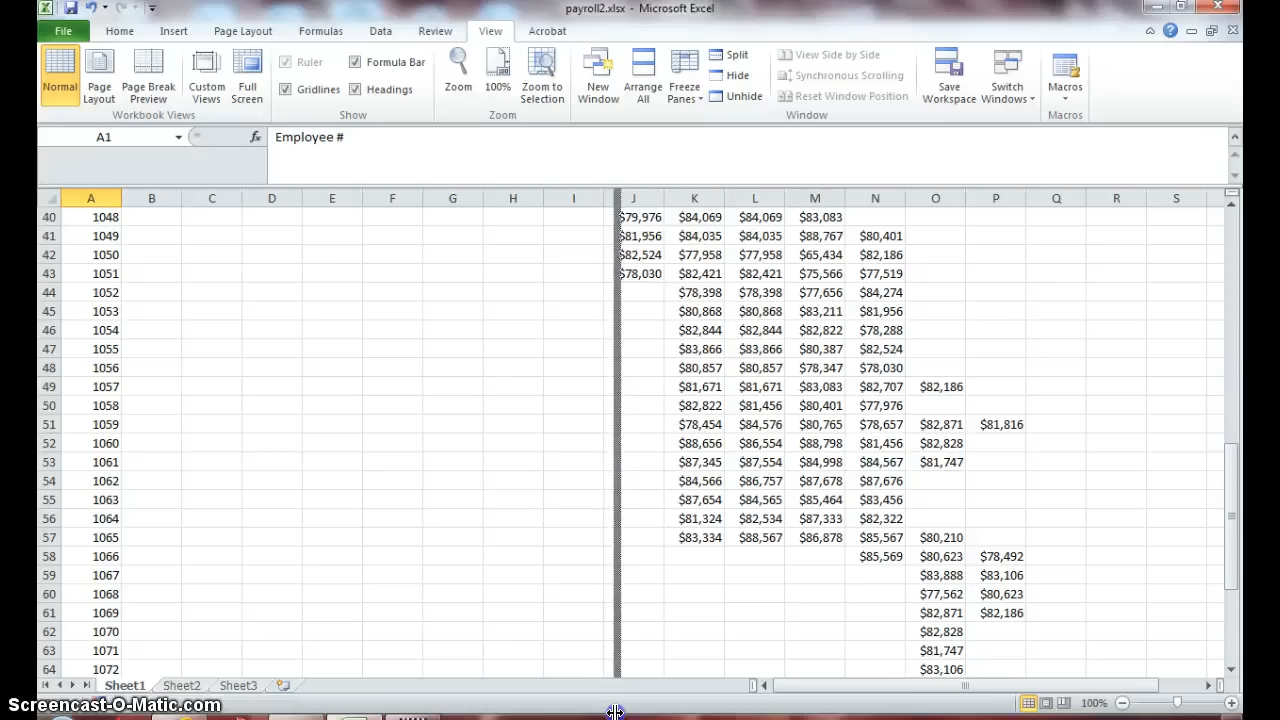 payroll2.xlsx - Microsoft Excel
File Home Insert Page Layout Formulas Data Review View Acrobat
Normal Page Layout Page Break Preview Custom Views Full Screen
Workbook Views
Ruler Formula Bar
Gridlines Headings
Show
Zoom 100% Zoom to Selection
Zoom
New Window Arrange All Freeze Panes Split Hide Unhide
View Side by Side
Synchronous Scrolling
Reset Window Position
Save Workspace Switch Windows
Window
Macros
Macros
A1 fx Employee #
A B C D E F G H I J K L M N O P Q R S
40 1048 $79,976 $84,069 $84,069 $83,083
41 1049 $81,956 $84,035 $84,035 $88,767 $80,401
42 1050 $82,524 $77,958 $77,958 $65,434 $82,186
43 1051 $78,030 $82,421 $82,421 $75,566 $77,519
44 1052 $78,398 $78,398 $77,656 $84,274
45 1053 $80,868 $80,868 $83,211 $81,956
46 1054 $82,844 $82,844 $82,822 $78,288
47 1055 $83,866 $83,866 $80,387 $82,524
48 1056 $80,857 $80,857 $78,347 $78,030
49 1057 $81,671 $81,671 $83,083 $82,707 $82,186
50 1058 $82,822 $81,456 $80,401 $77,976
51 1059 $78,454 $84,576 $80,765 $78,657 $82,871 $81,816
52 1060 $88,656 $86,554 $88,798 $81,456 $82,828
53 1061 $87,345 $87,554 $84,998 $84,567 $81,747
54 1062 $84,566 $86,757 $87,678 $87,676
55 1063 $87,654 $84,565 $85,464 $83,456
56 1064 $81,324 $82,534 $87,333 $82,322
57 1065 $83,334 $88,567 $86,878 $85,567 $80,210
58 1066 $85,569 $80,623 $78,492
59 1067 $83,888 $83,106
60 1068 $77,562 $80,623
61 1069 $82,871 $82,186
62 1070 $82,828
63 1071 $81,747
64 1072 $83,106
Sheet1 Sheet2 Sheet3
100%
Screencast-O-Matic.com